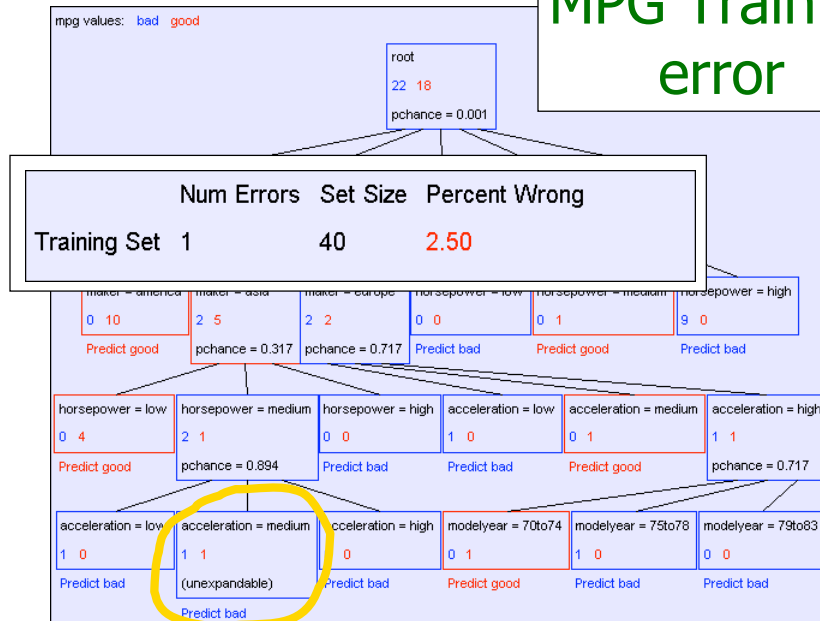 MPG Train
error
mpg values: bad good
root
22 18
pchance = 0.001
Num Errors Set Size Percent Wrong
Training Set 1 40 2.50
maker = america maker = asia maker = europe horsepower = low horsepower = medium horsepower = high
0 10 2 5 2 2 0 0 0 1 9 0
Predict good pchance = 0.317 pchance = 0.717 Predict bad Predict good Predict bad
horsepower = low horsepower = medium horsepower = high acceleration = low acceleration = medium acceleration = high
0 4 2 1 0 0 1 0 0 1 1 1
Predict good pchance = 0.894 Predict bad Predict bad Predict good pchance = 0.717
acceleration = low acceleration = medium acceleration = high modelyear = 70to74 modelyear = 75to78 modelyear = 79to83
1 0 1 1 0 0 1 1 0 0 0
Predict bad (unexpandable) Predict bad Predict good Predict bad Predict bad
Predict bad